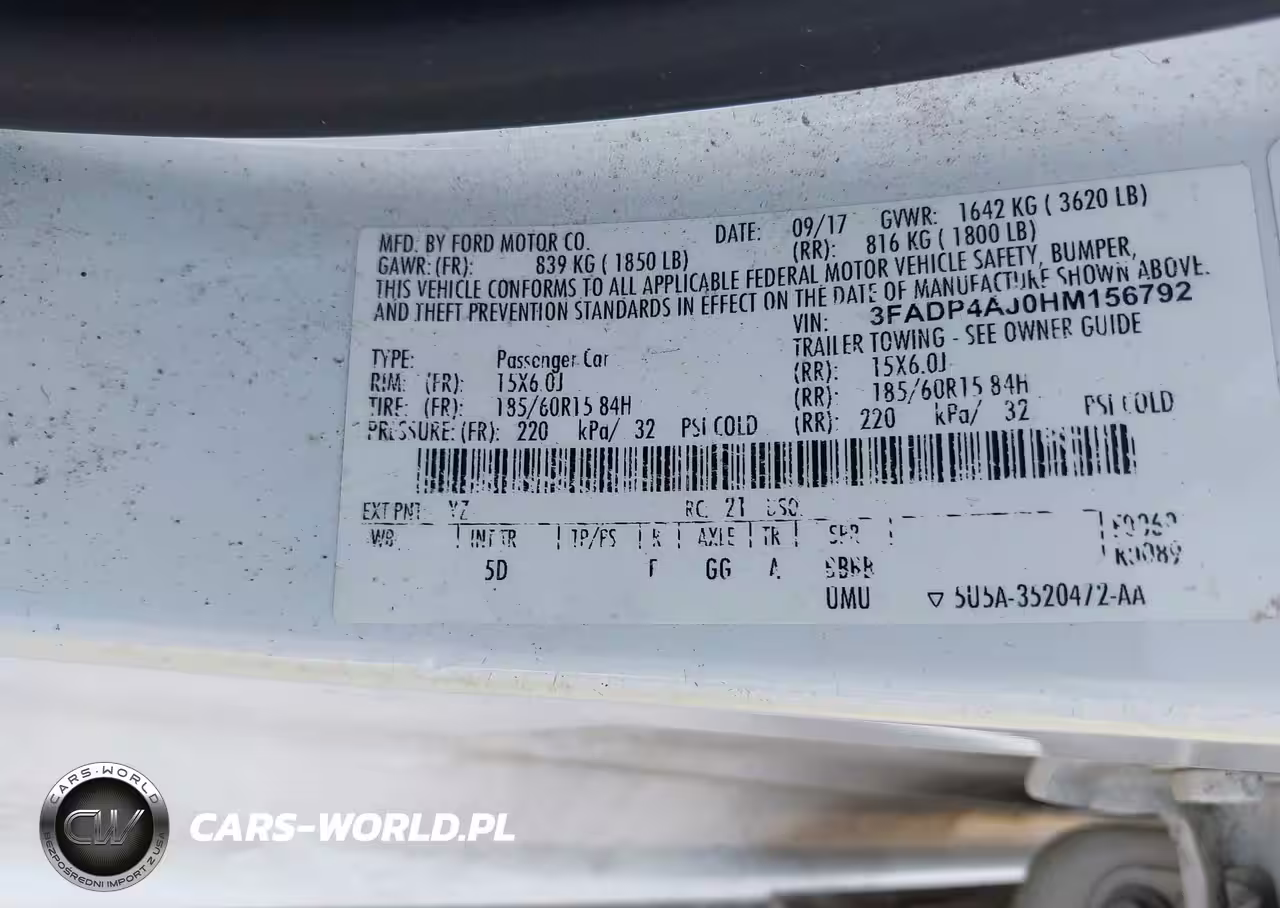 MFD. BY FORD MOTOR CO. DATE: 09/17 GVWR: 1642 KG ( 3620 LB)
GAWR: (FR): 839 KG ( 1850 LB) (RR): 816 KG ( 1800 LB)
THIS VEHICLE CONFORMS TO ALL APPLICABLE FEDERAL MOTOR VEHICLE SAFETY, BUMPER,
AND THEFT PREVENTION STANDARDS IN EFFECT ON THE DATE OF MANUFACTURE SHOWN ABOVE.
VIN: 3FADP4AJ0HM156792
TRAILER TOWING - SEE OWNER GUIDE
TYPE: Passenger Car
RIM: (FR): 15X6.0J (RR): 15X6.0J
TIRE: (FR): 185/60R15 84H (RR): 185/60R15 84H
PRESSURE: (FR): 220 kPa/ 32 PSI COLD (RR): 220 kPa/ 32 PSI COLD
EXT PNT: YZ RC: 21 DSO:
WB INT TR TP/PS R AXLE TR SPR
5D GG A
UMU 5U5A-3520472-AA
CARS-WORLD
CW
BEZPOŚREDNI IMPORT Z USA
CARS-WORLD.PL